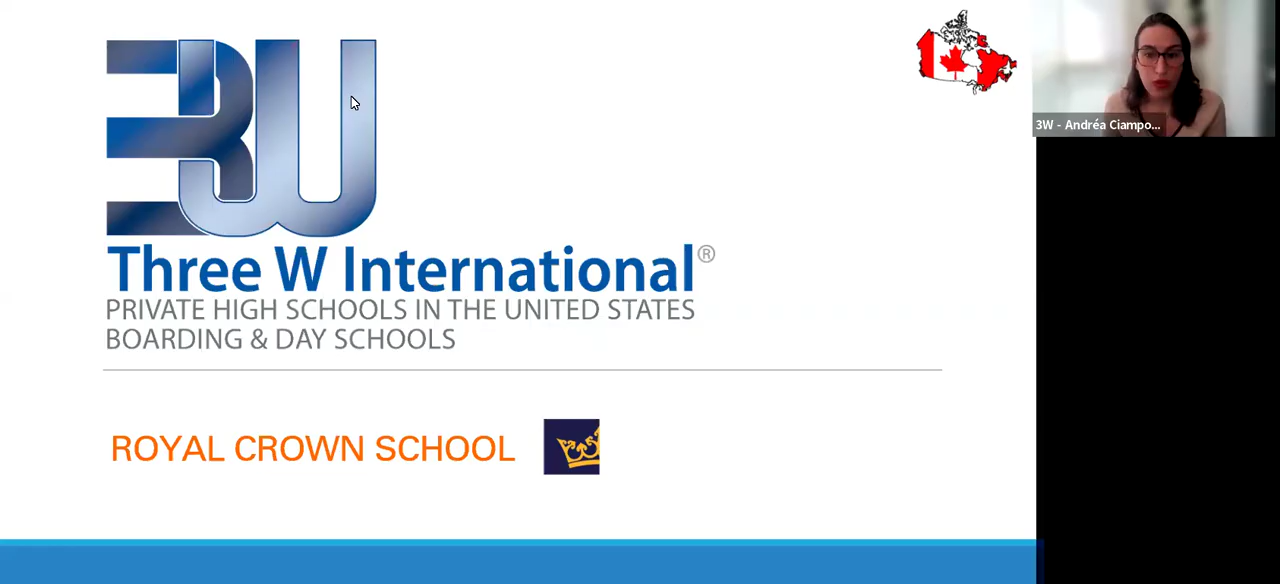 3W
Three W International®
PRIVATE HIGH SCHOOLS IN THE UNITED STATES
BOARDING & DAY SCHOOLS
ROYAL CROWN SCHOOL
3W - Andréa Ciampo...